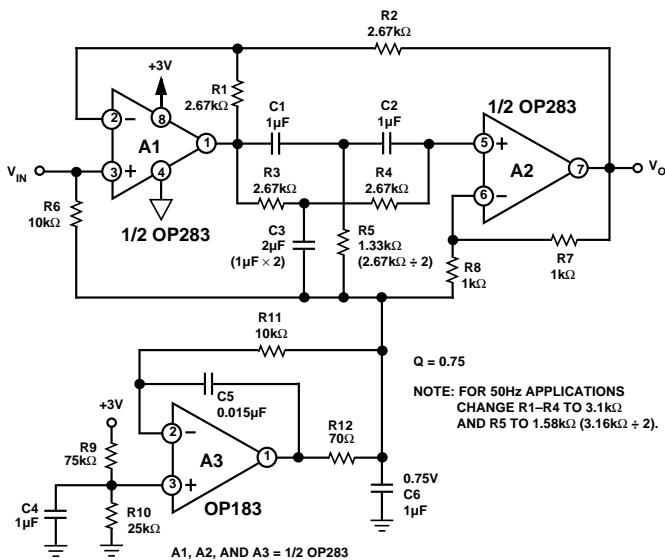 R2
2.67kΩ
+3V
R1
2.67kΩ
C1
1µF
C2
1µF
1/2 OP283
2
−
8
A1
1
3
+
4
V_IN
5
+
A2
7
6
−
V_O
R3
2.67kΩ
R4
2.67kΩ
R6
10kΩ
1/2 OP283
C3
2µF
(1µF × 2)
R5
1.33kΩ
(2.67kΩ ÷ 2)
R8
1kΩ
R7
1kΩ
R11
10kΩ
Q = 0.75
C5
0.015µF
NOTE: FOR 50Hz APPLICATIONS
CHANGE R1–R4 TO 3.1kΩ
AND R5 TO 1.58kΩ (3.16kΩ ÷ 2).
+3V
2
−
R12
70Ω
R9
75kΩ
A3
1
3
+
0.75V
C6
1µF
C4
1µF
R10
25kΩ
OP183
A1, A2, AND A3 = 1/2 OP283